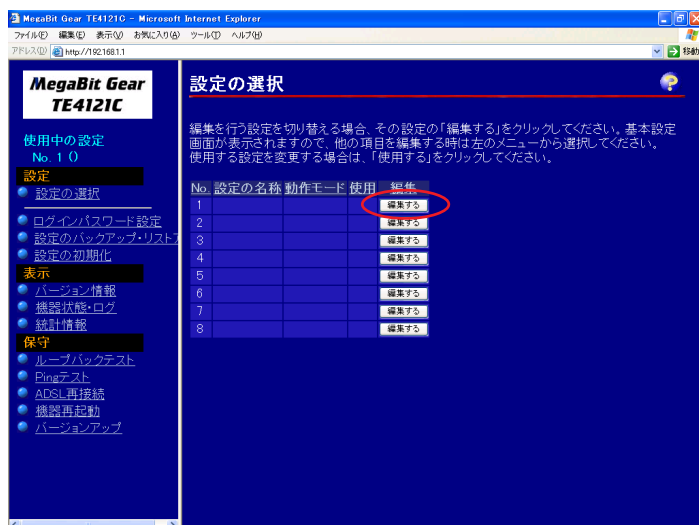 MegaBit Gear TE4121C - Microsoft Internet Explorer
ファイル(F) 編集(E) 表示(V) お気に入り(A) ツール(T) ヘルプ(H)
アドレス(D) http://192.168.1.1 移動
MegaBit Gear
TE4121C
使用中の設定
No. 1 ()
設定
設定の選択
ログインパスワード設定
設定のバックアップ・リストア
設定の初期化
表示
バージョン情報
機器状態・ログ
統計情報
保守
ループバックテスト
Pingテスト
ADSL再接続
機器再起動
バージョンアップ
設定の選択
?
編集を行う設定を切り替える場合、その設定の「編集する」をクリックしてください。基本設定
画面が表示されますので、他の項目を編集する時は左のメニューから選択してください。
使用する設定を変更する場合は、「使用する」をクリックしてください。
No. 設定の名称 動作モード 使用 編集
1 編集する
2 編集する
3 編集する
4 編集する
5 編集する
6 編集する
7 編集する
8 編集する